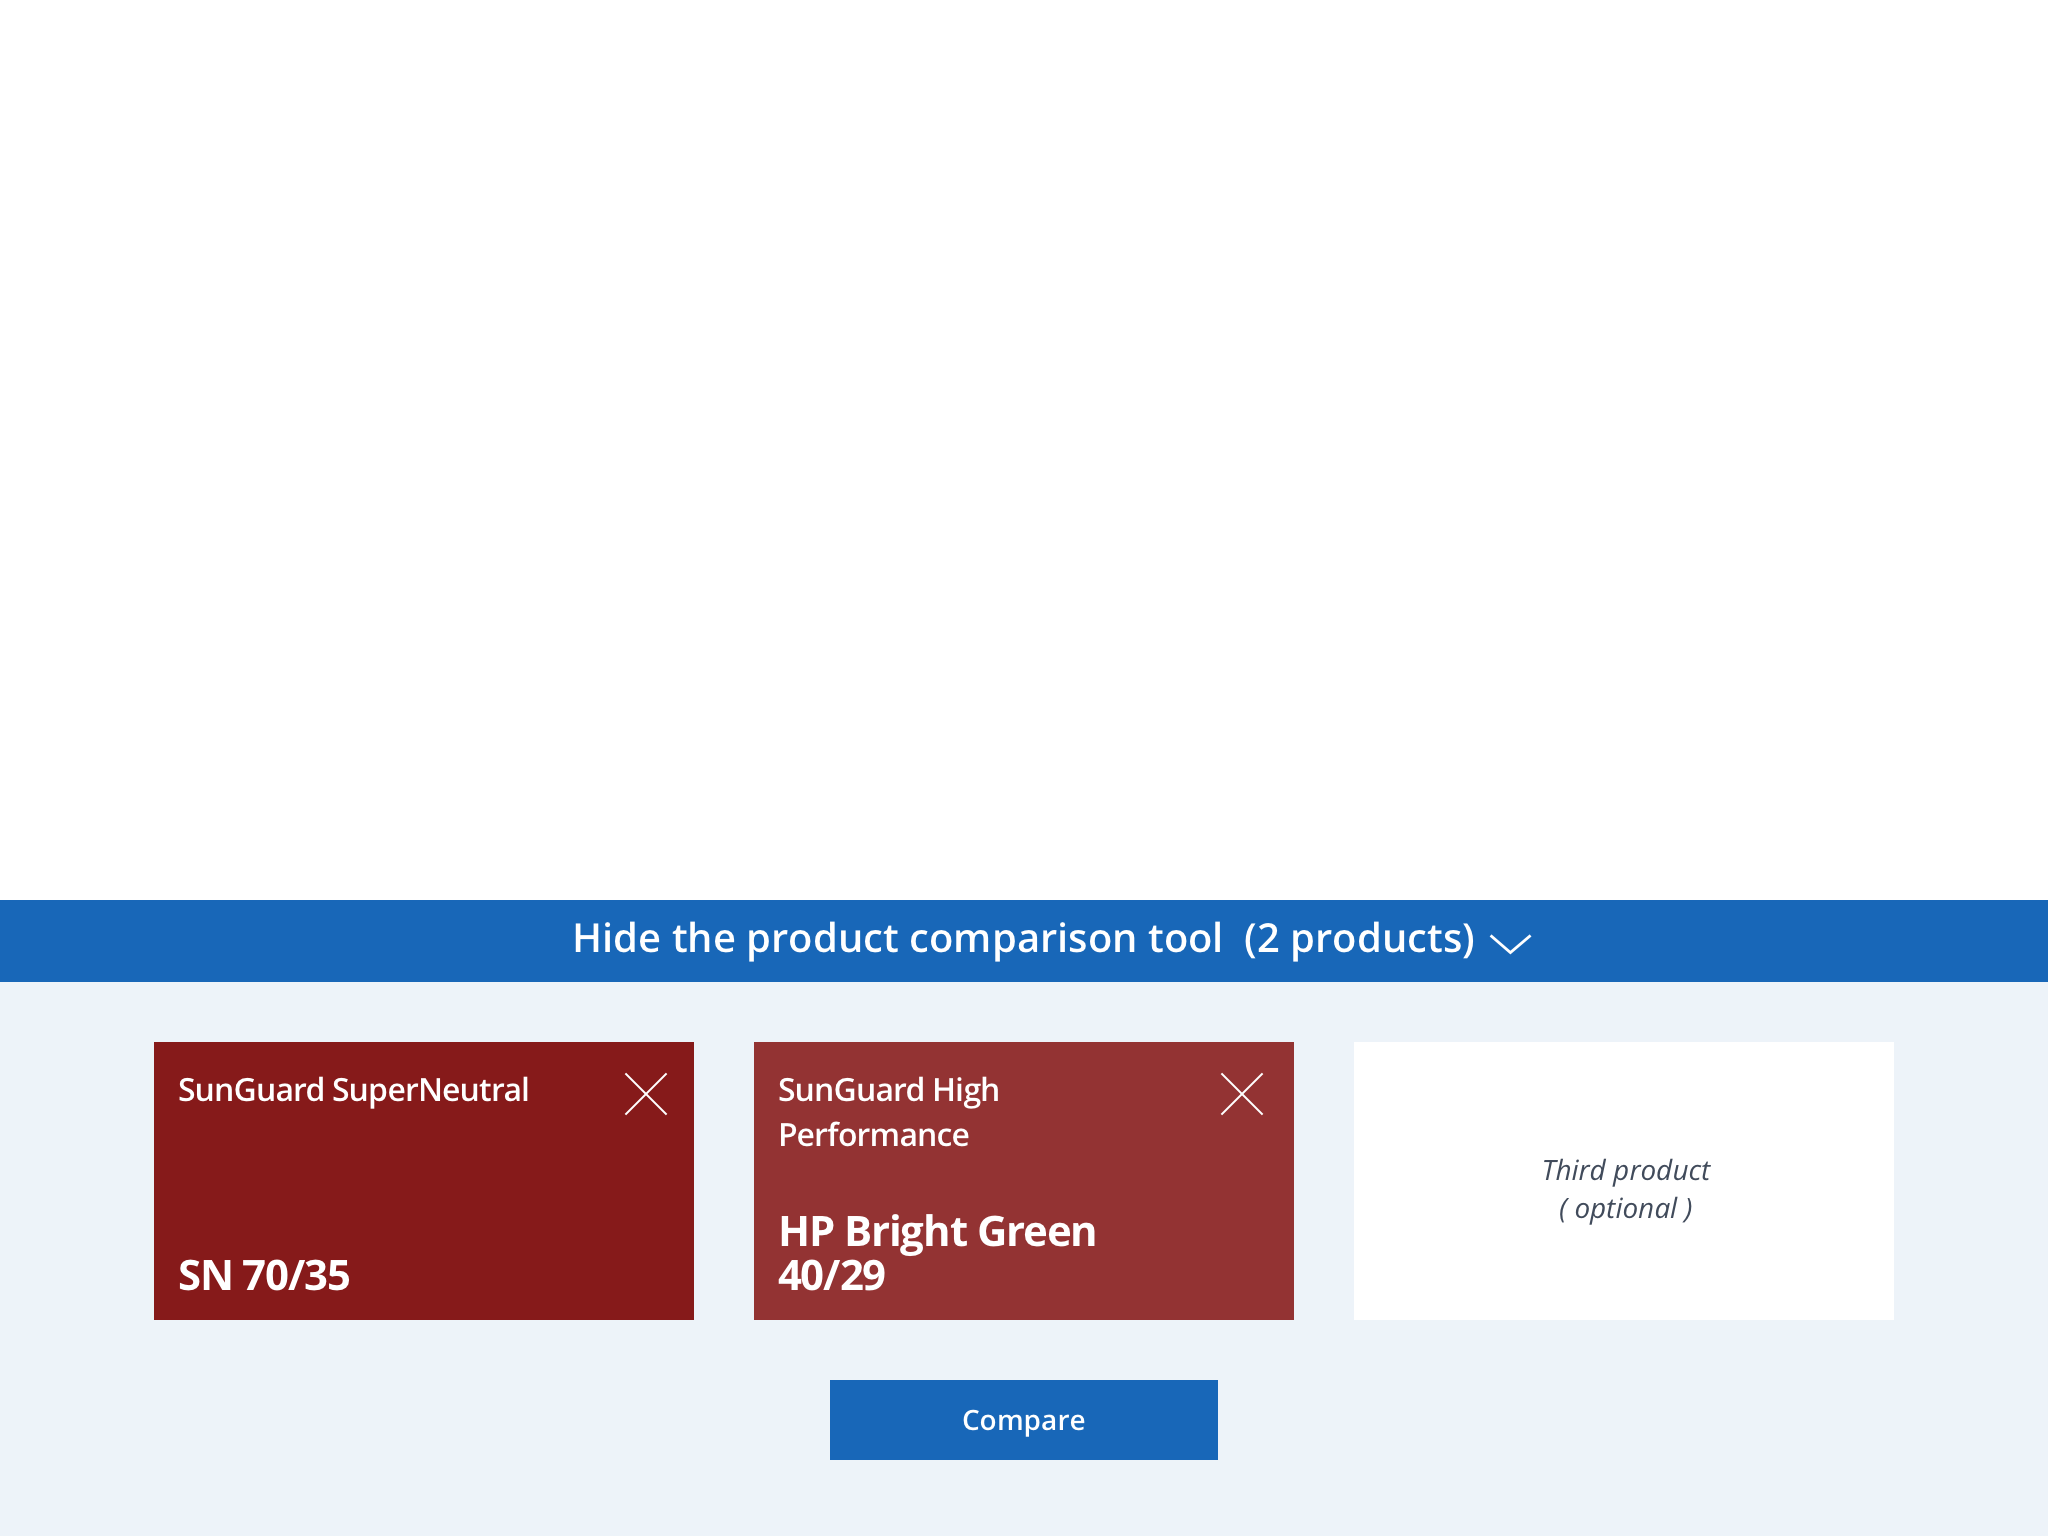 Hide the product comparison tool (2 products)
SunGuard SuperNeutral
SN 70/35
SunGuard High
Performance
HP Bright Green
40/29
Third product
( optional )
Compare